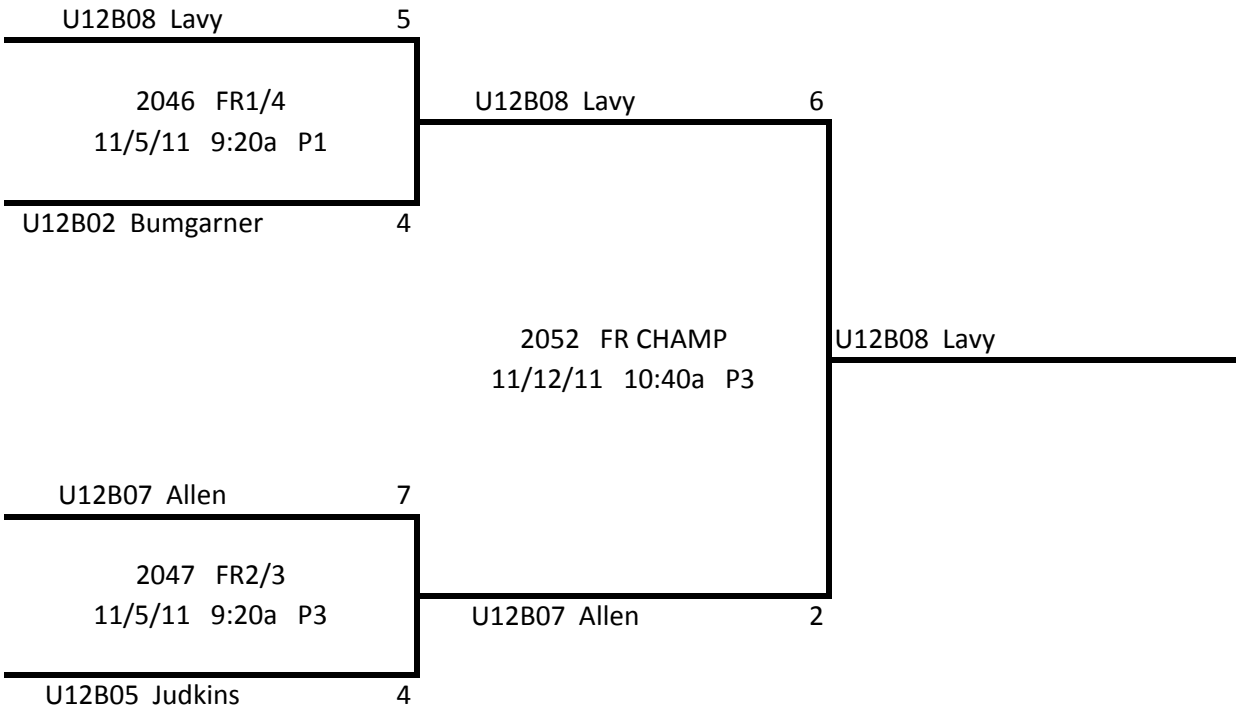 U12B08 Lavy 5
2046 FR1/4
11/5/11 9:20a P1
U12B02 Bumgarner 4
U12B08 Lavy 6
2052 FR CHAMP
11/12/11 10:40a P3
U12B08 Lavy
U12B07 Allen 7
2047 FR2/3
11/5/11 9:20a P3
U12B05 Judkins 4
U12B07 Allen 2